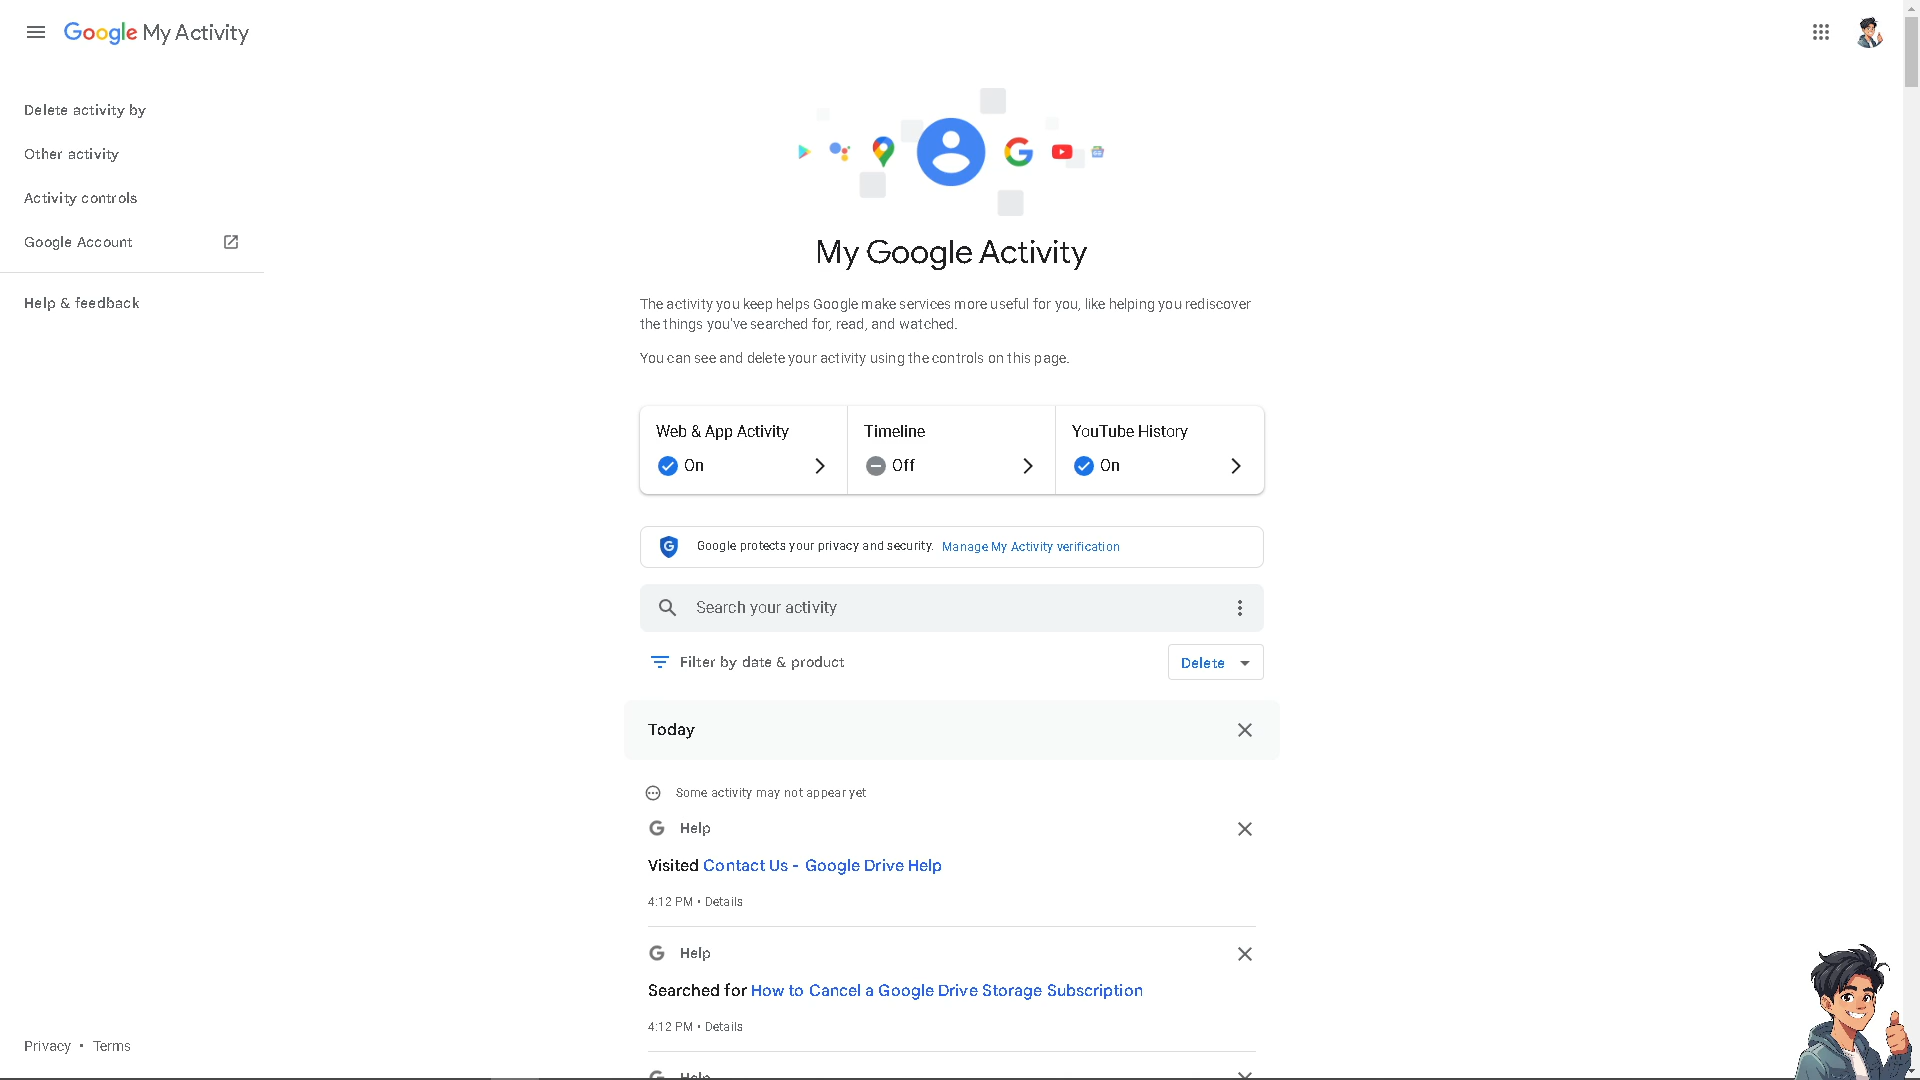 Google My Activity
Delete activity by
Other activity
Activity controls
Google Account
Help & feedback
My Google Activity
The activity you keep helps Google make services more useful for you, like helping you rediscover
the things you've searched for, read, and watched.
You can see and delete your activity using the controls on this page.
Web & App Activity
On
Timeline
Off
YouTube History
On
Google protects your privacy and security. Manage My Activity verification
Search your activity
Filter by date & product
Delete
Today
Some activity may not appear yet
Help
Visited Contact Us - Google Drive Help
4:12 PM • Details
Help
Searched for How to Cancel a Google Drive Storage Subscription
4:12 PM • Details
Help
Privacy • Terms